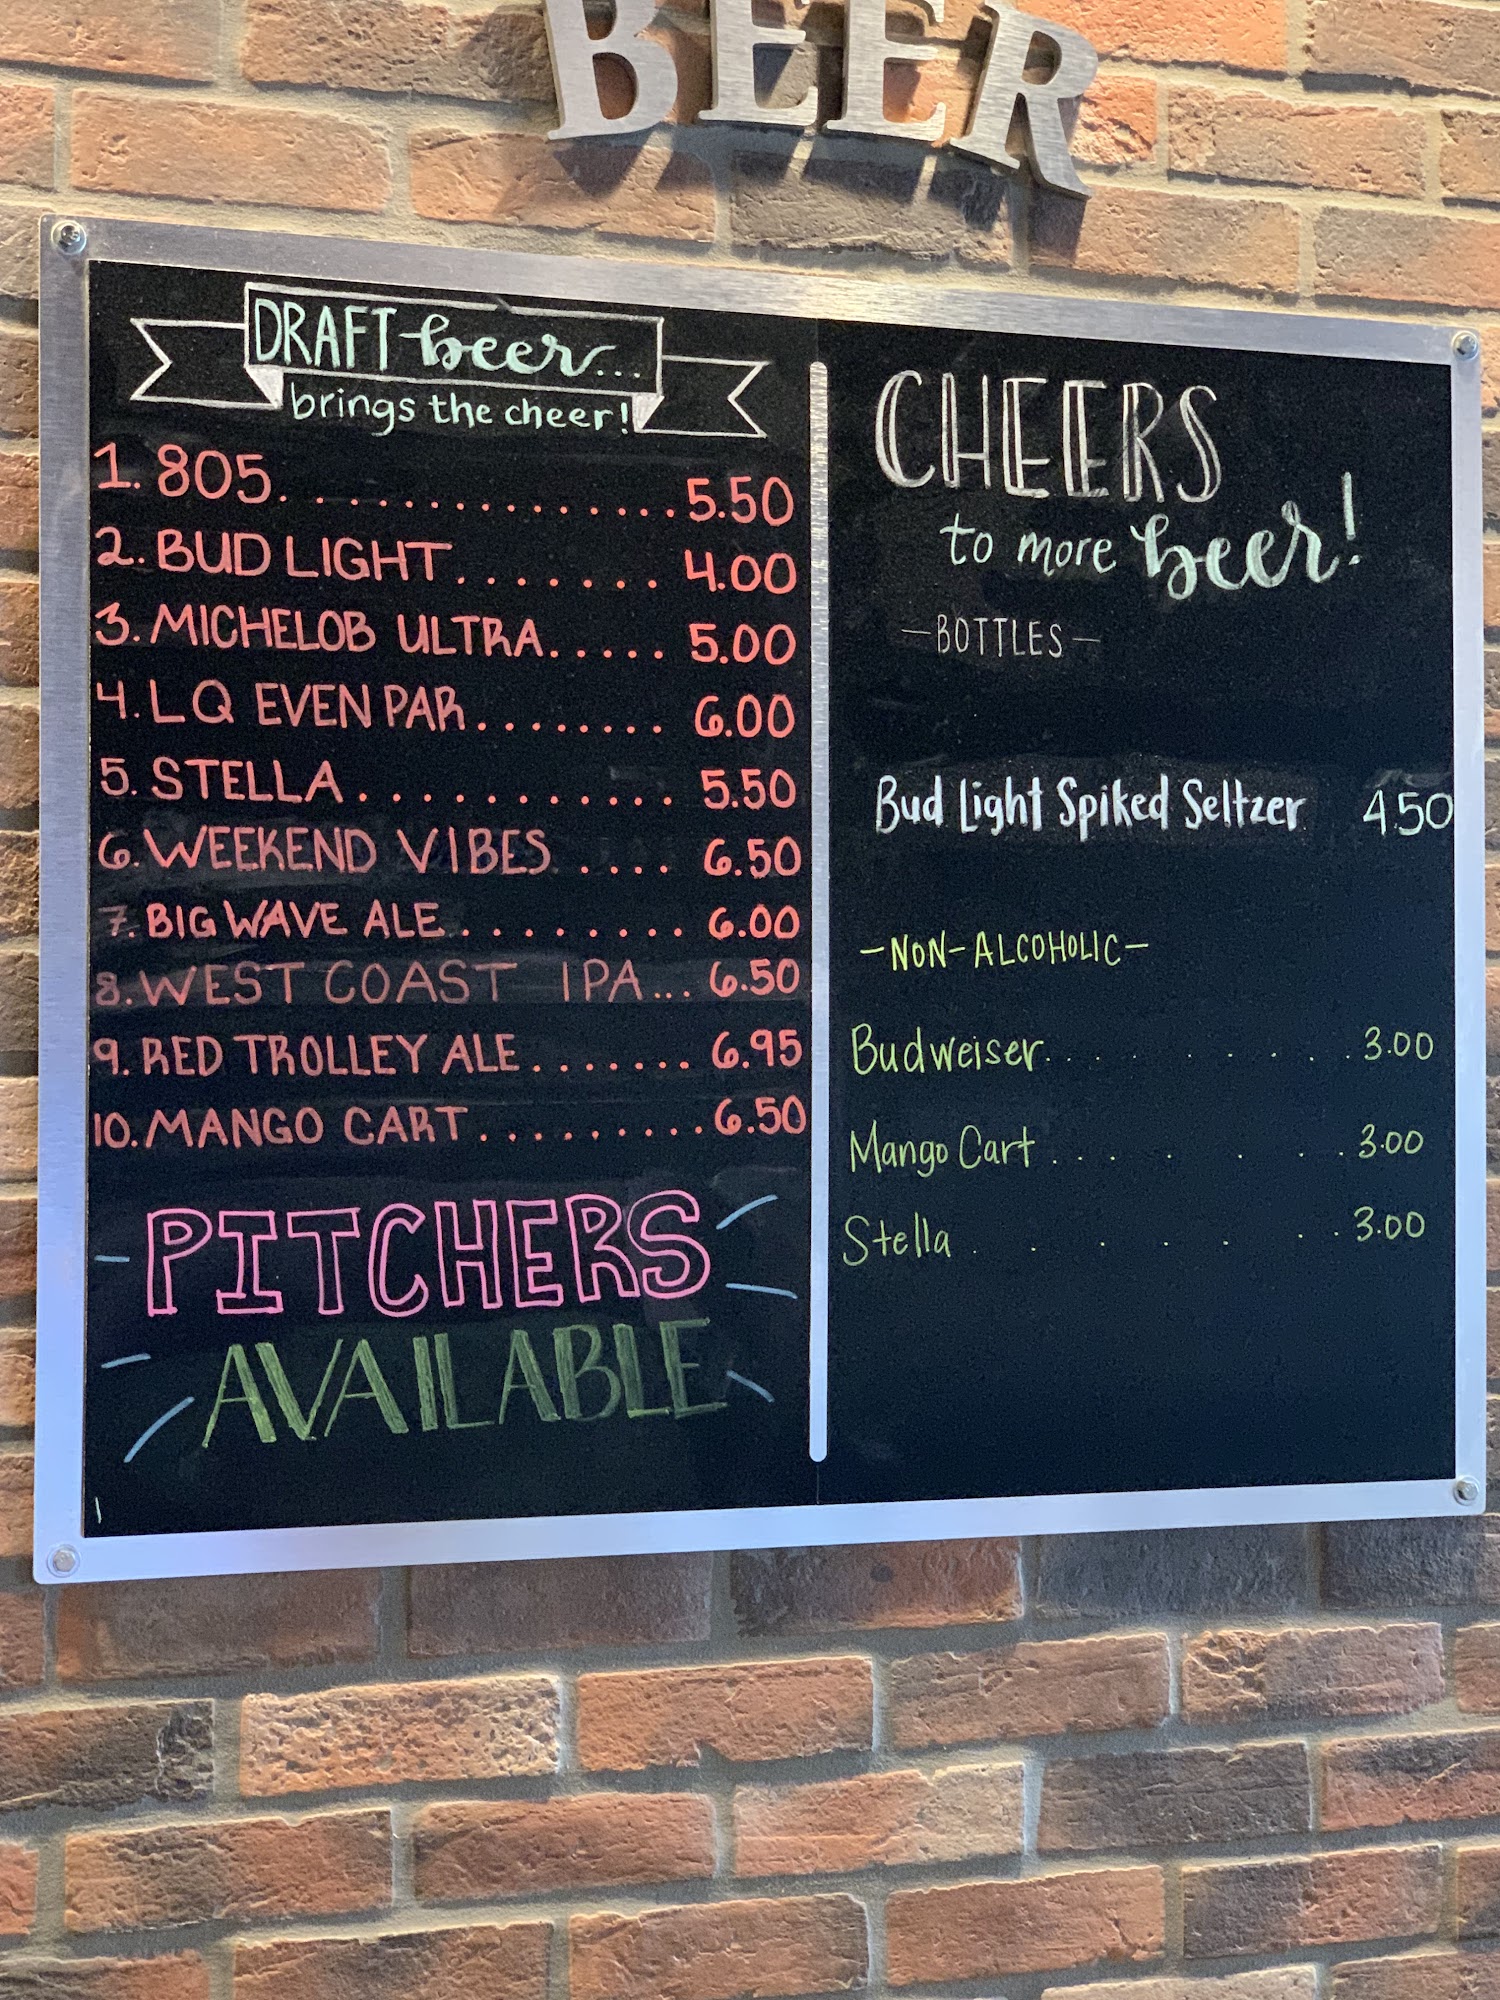 BEER
DRAFT beer...
brings the cheer!
1. 805. . . . . . . . . . . . . . 5.50
2. BUD LIGHT. . . . . . . . 4.00
3. MICHELOB ULTRA. . . . . 5.00
4. LQ EVEN PAR. . . . . . . . 6.00
5. STELLA. . . . . . . . . . . . 5.50
6. WEEKEND VIBES . . . . 6.50
7. BIG WAVE ALE. . . . . . . . . 6.00
8. WEST COAST IPA... 6.50
9. RED TROLLEY ALE. . . . . . . 6.95
10. MANGO CART. . . . . . . . . 6.50
PITCHERS
AVAILABLE
CHEERS
to more beer!
—BOTTLES—
Bud Light Spiked Seltzer 4.50
—NON-ALCOHOLIC—
Budweiser. . . . . . . . . . 3.00
Mango Cart . . . . . . . 3.00
Stella . . . . . . . . 3.00